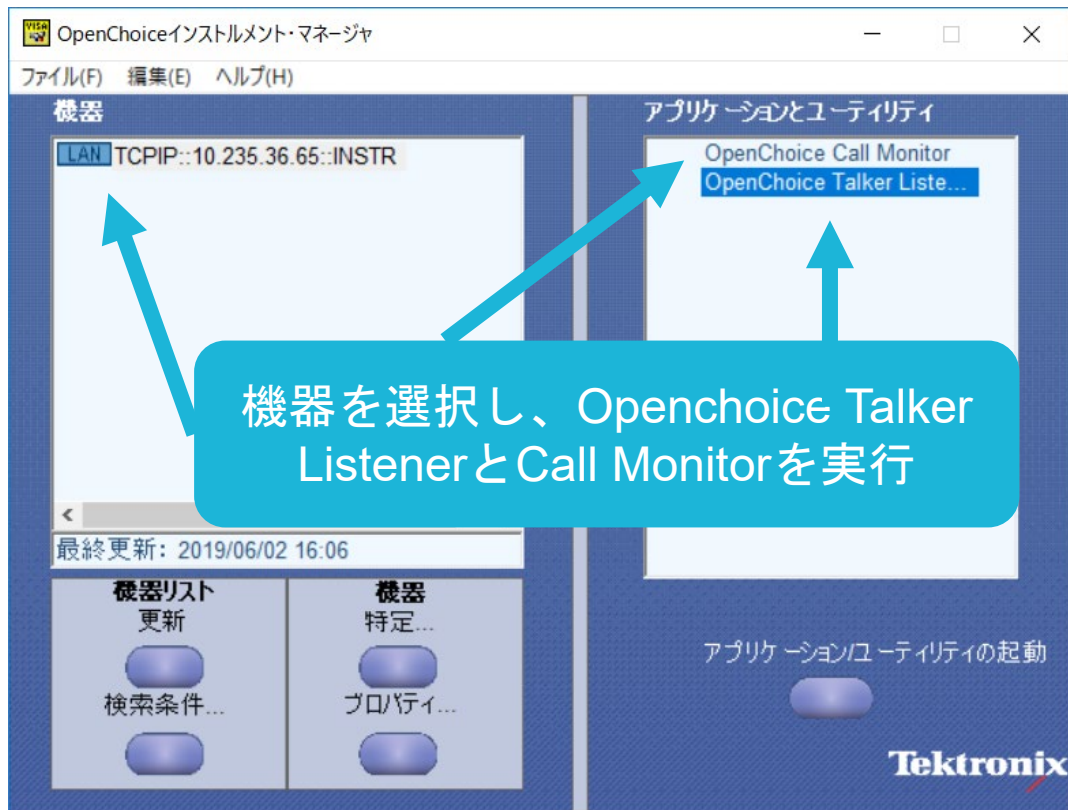 VISA
OpenChoiceインストルメント・マネージャ
ファイル(F) 編集(E) ヘルプ(H)
機器
アプリケーションとユーティリティ
LAN TCPIP::10.235.36.65::INSTR
OpenChoice Call Monitor
OpenChoice Talker Liste...
機器を選択し、Openchoice Talker
ListenerとCall Monitorを実行
最終更新: 2019/06/02 16:06
機器リスト
更新
検索条件...
機器
特定...
プロパティ...
アプリケーション/ユーティリティの起動
Tektronix